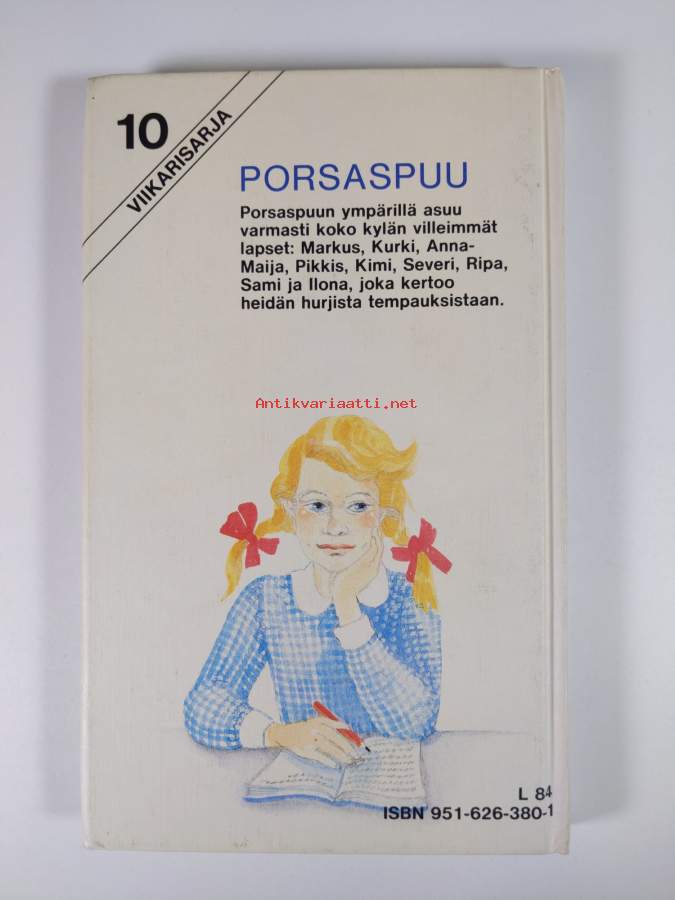 10
VIIKARISARJA
PORSASPUU
Porsaspuun ympärillä asuu
varmasti koko kylän villeimmät
lapset: Markus, Kurki, Anna-
Maija, Pikkis, Kimi, Severi, Ripa,
Sami ja Ilona, joka kertoo
heidän hurjista tempauksistaan.
Antikvariaatti.net
L 84
ISBN 951-626-380-1